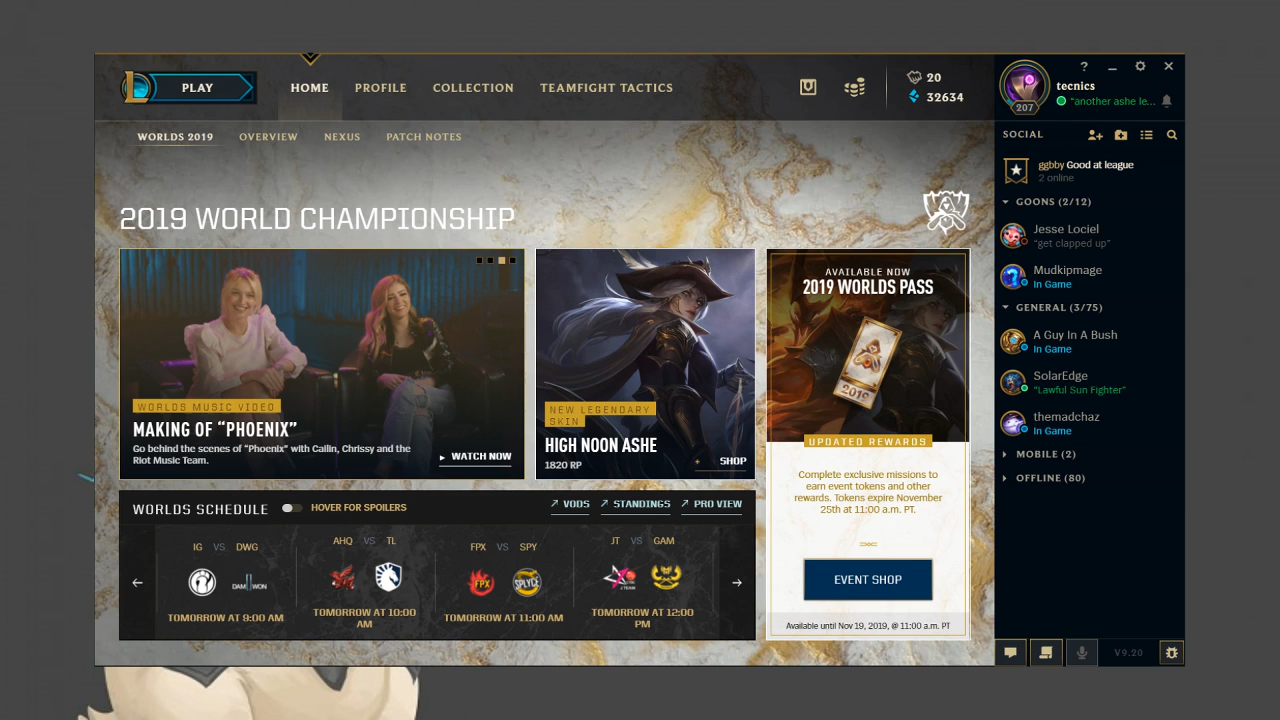 PLAY
HOME
PROFILE
COLLECTION
TEAMFIGHT TACTICS
20
32634
?
207
tecnics
"another ashe le...
WORLDS 2019
OVERVIEW
NEXUS
PATCH NOTES
2019 WORLD CHAMPIONSHIP
WORLDS MUSIC VIDEO
MAKING OF “PHOENIX”
Go behind the scenes of “Phoenix” with Cailin, Chrissy and the
Riot Music Team.
WATCH NOW
NEW LEGENDARY
SKIN
HIGH NOON ASHE
1820 RP
SHOP
AVAILABLE NOW
2019 WORLDS PASS
2019
UPDATED REWARDS
Complete exclusive missions to
earn event tokens and other
rewards. Tokens expire November
25th at 11:00 a.m. PT.
EVENT SHOP
Available until Nov 19, 2019, @ 11:00 a.m. PT
WORLDS SCHEDULE
HOVER FOR SPOILERS
VODS
STANDINGS
PRO VIEW
IG VS DWG
DAMWON
TOMORROW AT 9:00 AM
AHQ VS TL
TOMORROW AT 10:00
AM
FPX VS SPY
FPX
SPLYCE
TOMORROW AT 11:00 AM
JT VS GAM
J TEAM
TOMORROW AT 12:00
PM
SOCIAL
ggbby Good at league
2 online
GOONS (2/12)
Jesse Lociel
"get clapped up"
Mudkipmage
In Game
GENERAL (3/75)
A Guy In A Bush
In Game
SolarEdge
"Lawful Sun Fighter"
themadchaz
In Game
MOBILE (2)
OFFLINE (80)
V9.20